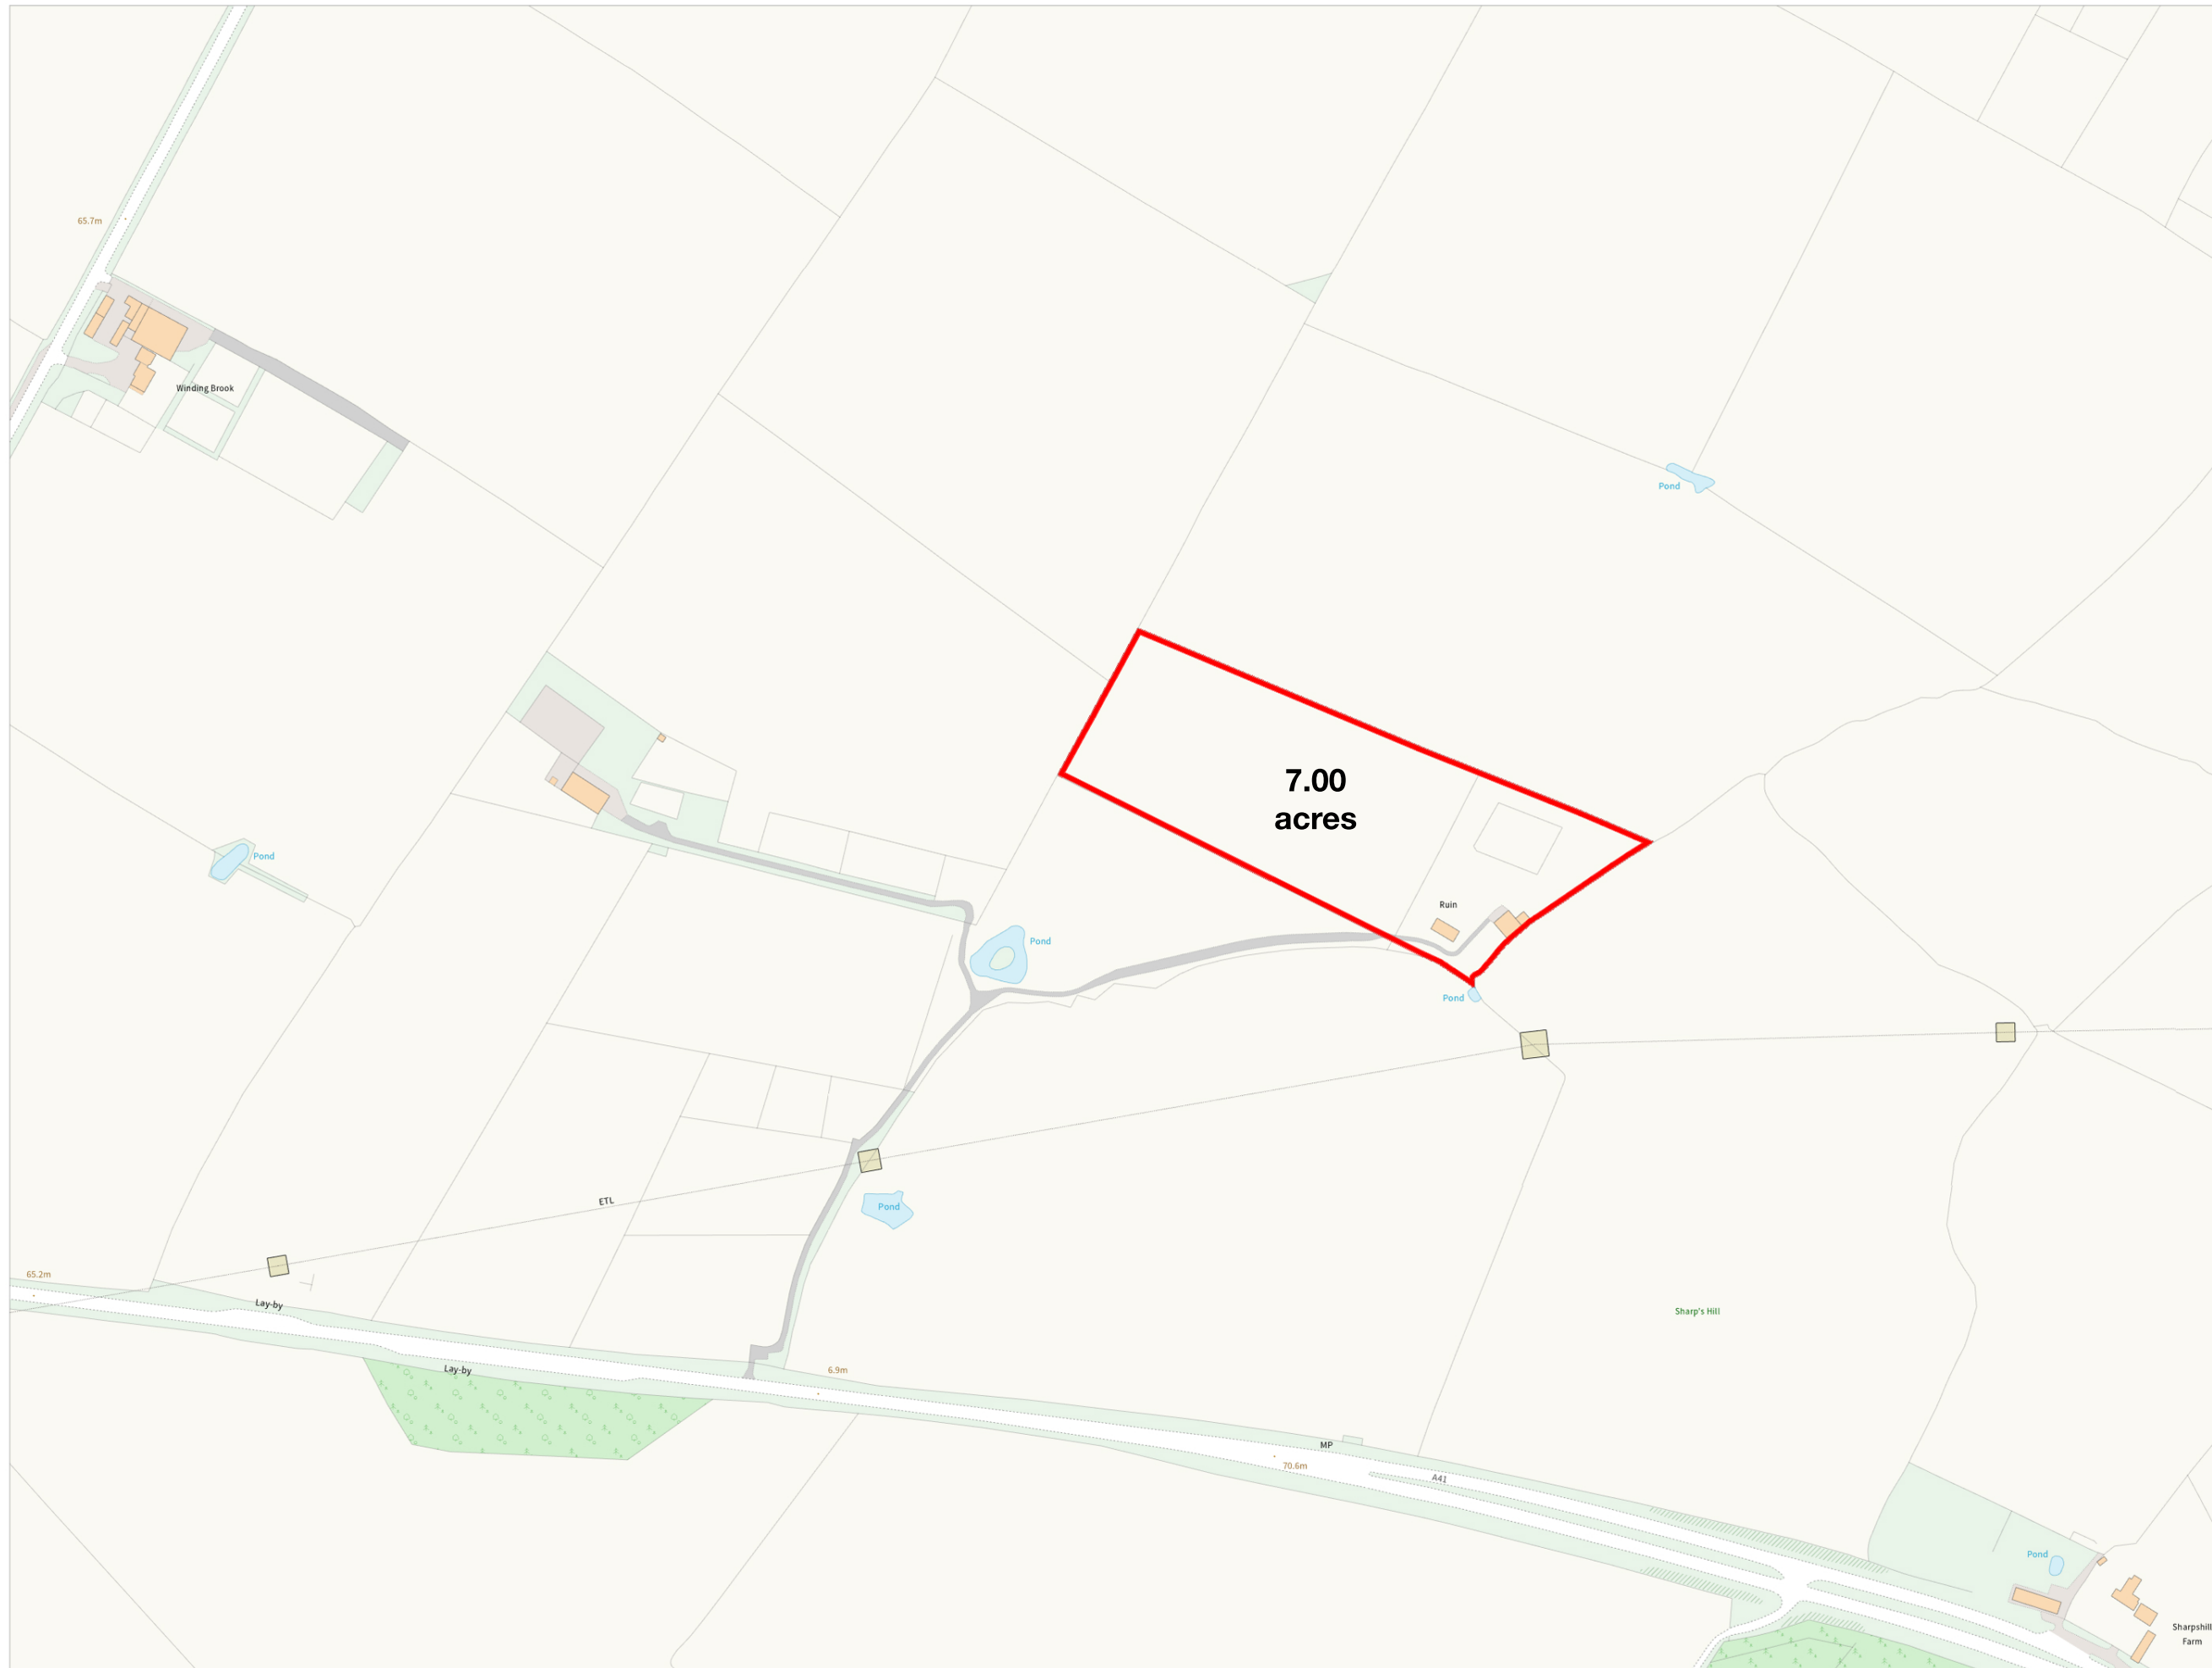 65.7m
Winding Brook
Pond
7.00
acres
Pond
Ruin
Pond
Pond
ETL
Pond
65.2m
Lay-by
Sharp's Hill
Lay-by
6.9m
MP
70.6m
A41
Pond
Sharpshill
Farm